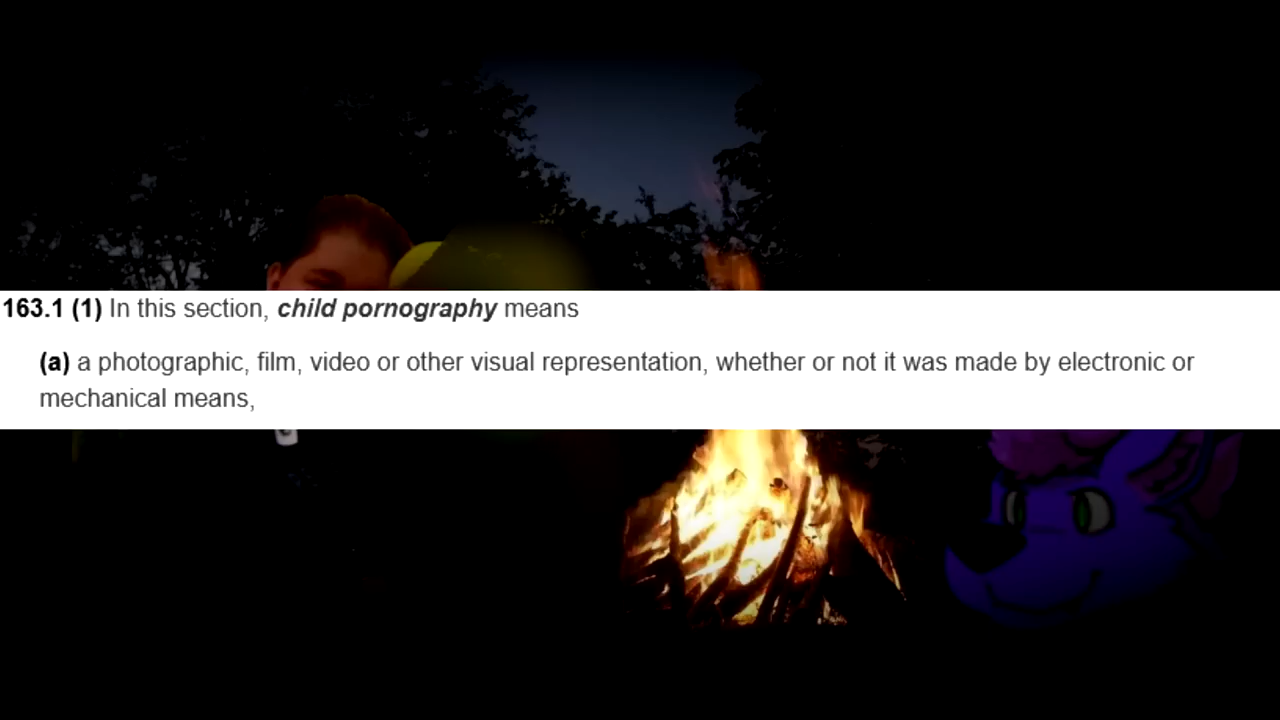 163.1 (1) In this section, child pornography means
(a) a photographic, film, video or other visual representation, whether or not it was made by electronic or
mechanical means,